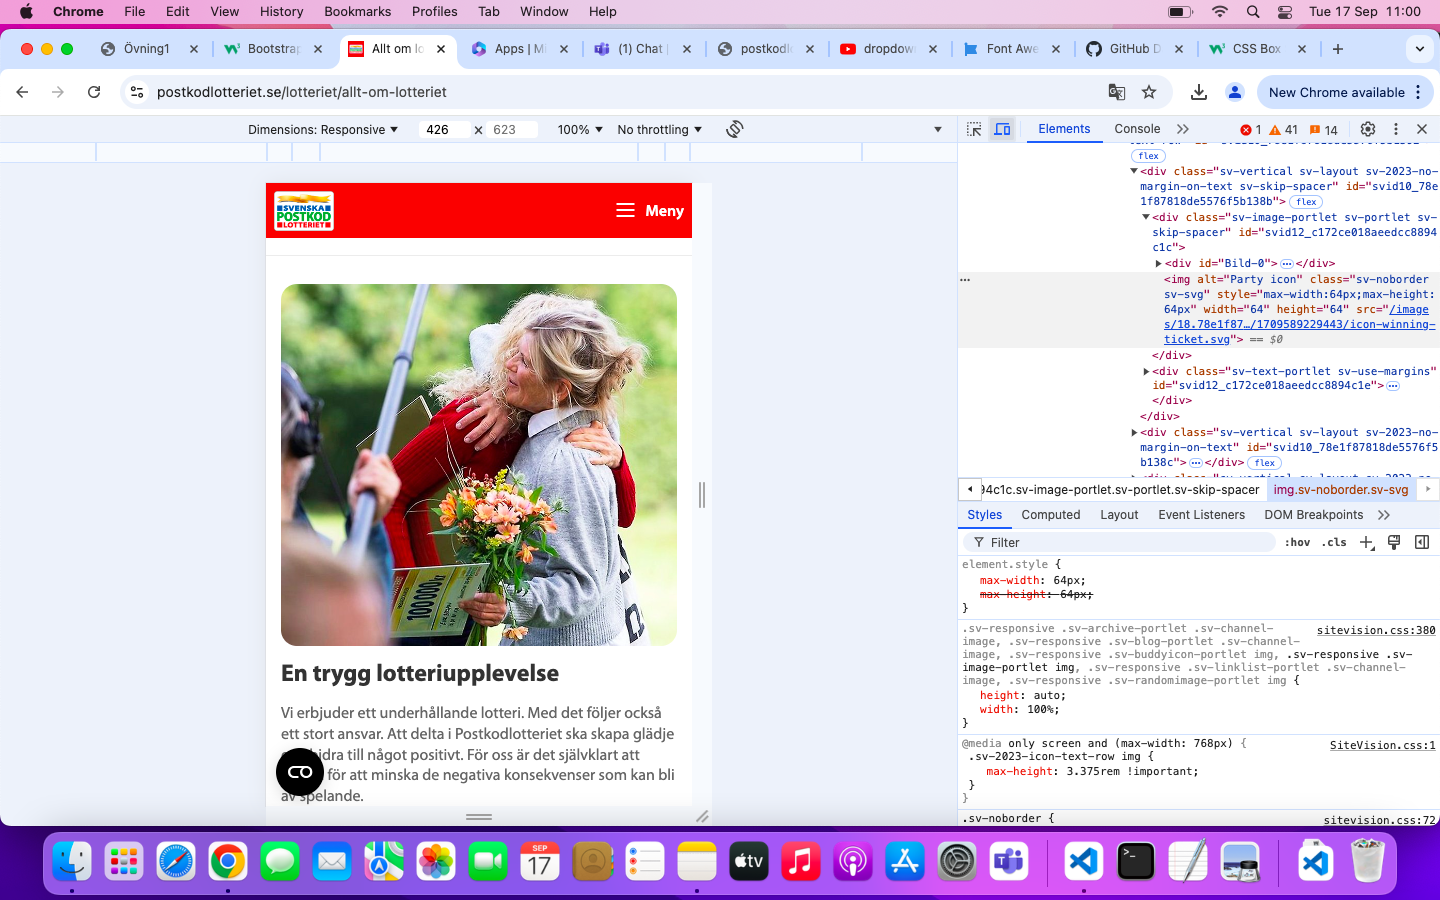 Chrome File Edit View History Bookmarks Profiles Tab Window Help Tue 17 Sep 11:00
Övning1 Bootstrap Allt om lo Apps | Mi (1) Chat | postkodl dropdow Font Awe GitHub D CSS Box
postkodlotteriet.se/lotteriet/allt-om-lotteriet New Chrome available
Dimensions: Responsive 426 x 623 100% No throttling
Elements Console 1 41 14
SVENSKA
POSTKOD
LOTTERIET
Meny
100000kr
En trygg lotteriupplevelse
Vi erbjuder ett underhållande lotteri. Med det följer också
ett stort ansvar. Att delta i Postkodlotteriet ska skapa glädje
bidra till något positivt. För oss är det självklart att
för att minska de negativa konsekvenser som kan bli
av spelande.
flex
<div class="sv-vertical sv-layout sv-2023-no-
margin-on-text sv-skip-spacer" id="svid10_78e
1f87818de5576f5b138b"> flex
<div class="sv-image-portlet sv-portlet sv-
skip-spacer" id="svid12_c172ce018aeedcc8894
c1c">
<div id="Bild-0"> … </div>
… <img alt="Party icon" class="sv-noborder
sv-svg" style="max-width:64px;max-height:
64px" width="64" height="64" src="/image
s/18.78e1f87…/1709589229443/icon-winning-
ticket.svg"> == $0
</div>
<div class="sv-text-portlet sv-use-margins"
id="svid12_c172ce018aeedcc8894c1e"> …
</div>
</div>
<div class="sv-vertical sv-layout sv-2023-no-
margin-on-text" id="svid10_78e1f87818de5576f5
b138c"> … </div> flex
94c1c.sv-image-portlet.sv-portlet.sv-skip-spacer img.sv-noborder.sv-svg
Styles Computed Layout Event Listeners DOM Breakpoints
Filter :hov .cls
element.style {
max-width: 64px;
max-height: 64px;
}
.sv-responsive .sv-archive-portlet .sv-channel- sitevision.css:380
image, .sv-responsive .sv-blog-portlet .sv-channel-
image, .sv-responsive .sv-buddyicon-portlet img, .sv-responsive .sv-
image-portlet img, .sv-responsive .sv-linklist-portlet .sv-channel-
image, .sv-responsive .sv-randomimage-portlet img {
height: auto;
width: 100%;
}
@media only screen and (max-width: 768px) { SiteVision.css:1
.sv-2023-icon-text-row img {
max-height: 3.375rem !important;
}
}
.sv-noborder { sitevision.css:72
SEP
17
tv